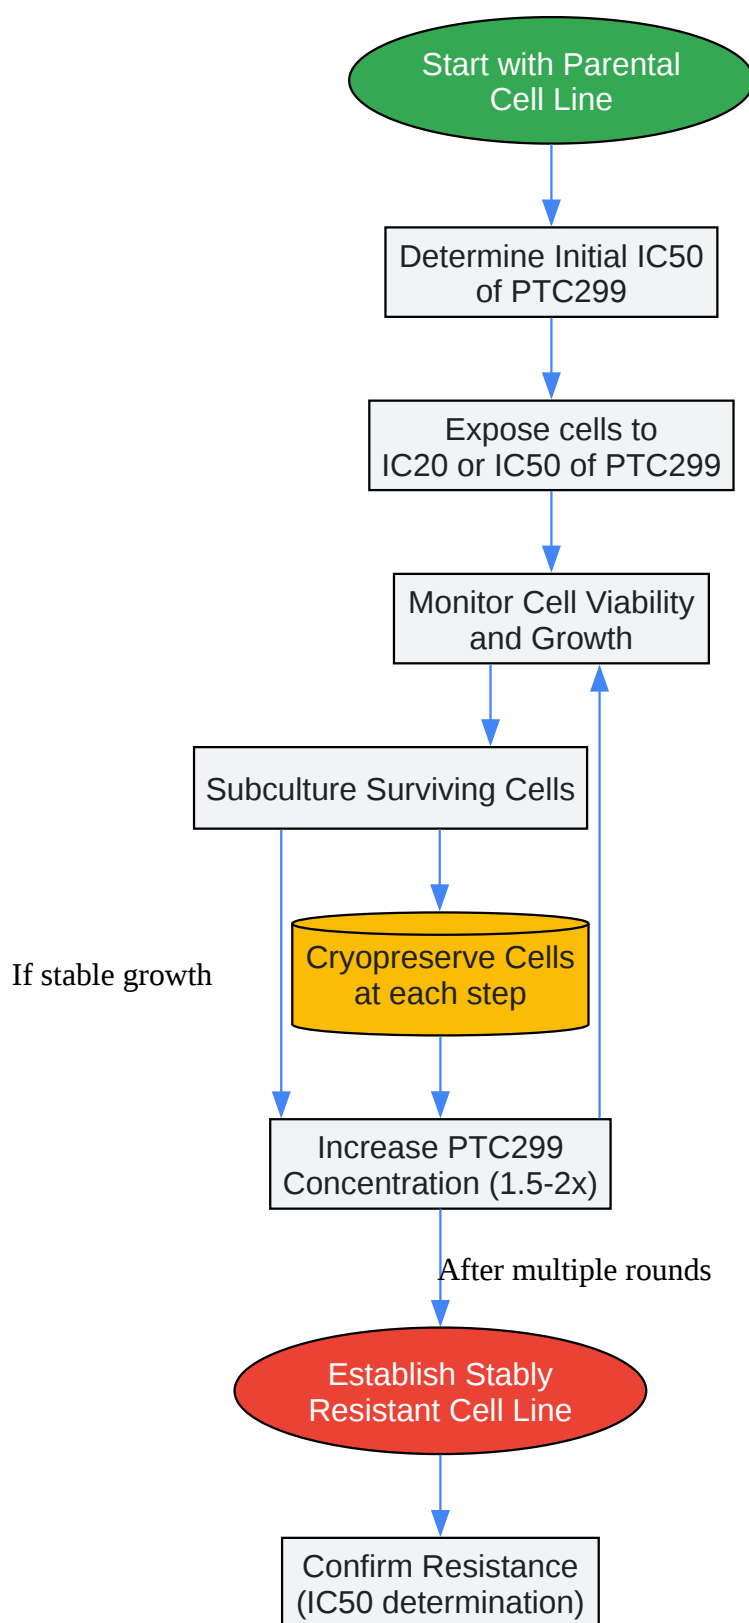 Start with Parental
Cell Line
Determine Initial IC50
of PTC299
Expose cells to
IC20 or IC50 of PTC299
Monitor Cell Viability
and Growth
Subculture Surviving Cells
Cryopreserve Cells
at each step
If stable growth
Increase PTC299
Concentration (1.5-2x)
After multiple rounds
Establish Stably
Resistant Cell Line
Confirm Resistance
(IC50 determination)